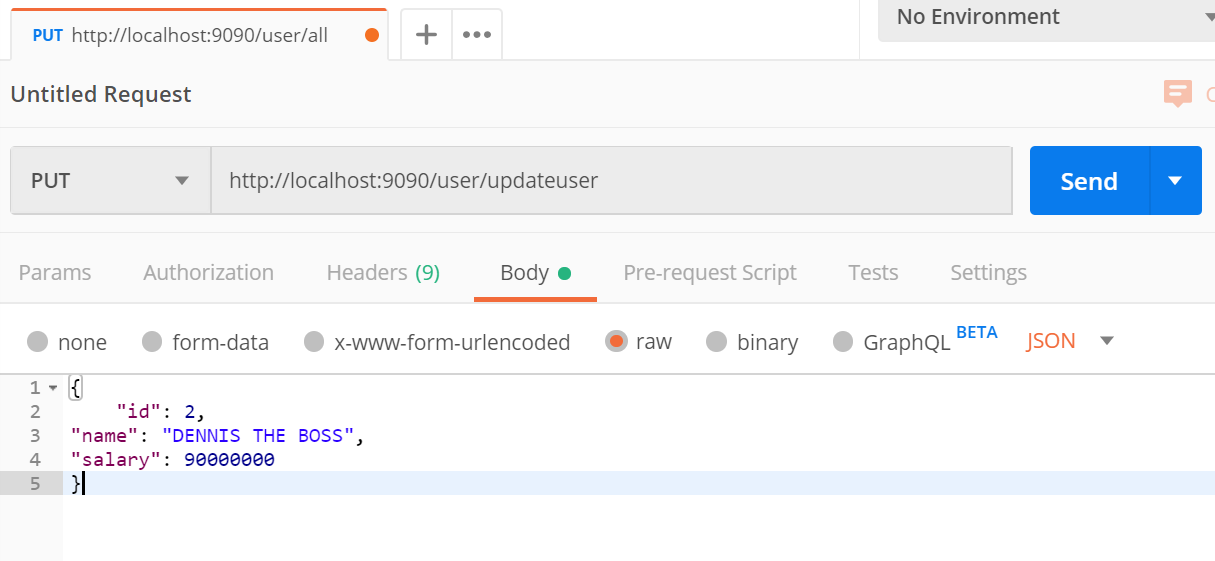 PUT http://localhost:9090/user/all
No Environment
Untitled Request
PUT http://localhost:9090/user/updateuser Send
Params Authorization Headers (9) Body Pre-request Script Tests Settings
none form-data x-www-form-urlencoded raw binary GraphQL BETA JSON
1 {
2 "id": 2,
3 "name": "DENNIS THE BOSS",
4 "salary": 90000000
5 }